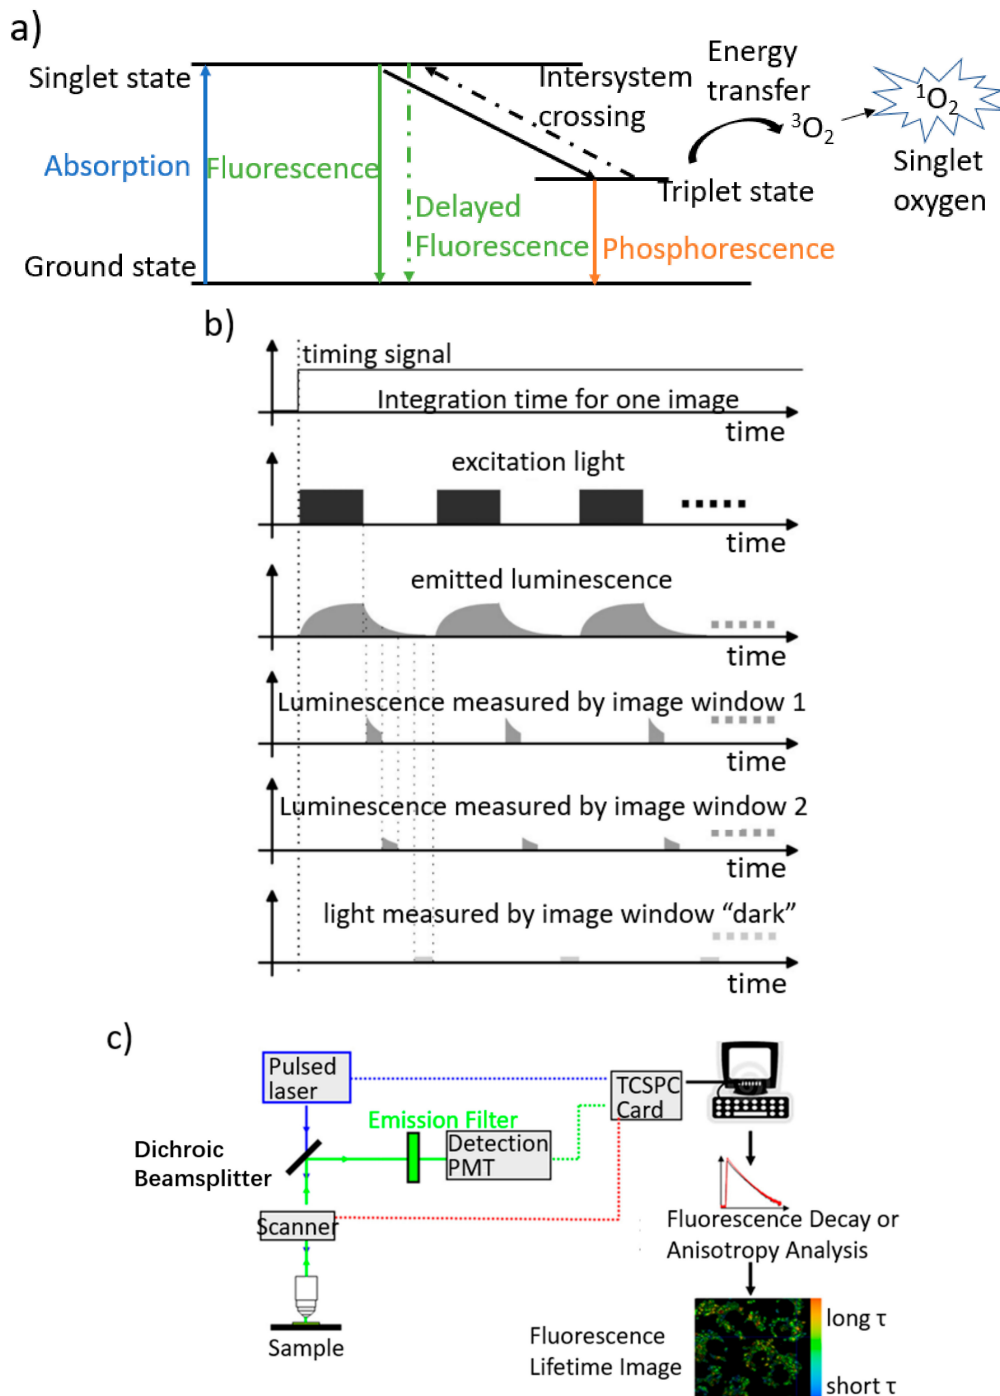 a)
Singlet state
Absorption
Fluorescence
Delayed
Fluorescence
Intersystem
crossing
Energy
transfer
³O₂
¹O₂
Singlet
oxygen
Triplet state
Phosphorescence
Ground state
b)
timing signal
Integration time for one image
time
excitation light
time
emitted luminescence
time
Luminescence measured by image window 1
time
Luminescence measured by image window 2
time
light measured by image window “dark”
time
c)
Pulsed
laser
TCSPC
Card
Emission Filter
Detection
PMT
Dichroic
Beamsplitter
Scanner
Sample
Fluorescence Decay or
Anisotropy Analysis
Fluorescence
Lifetime Image
long τ
short τ